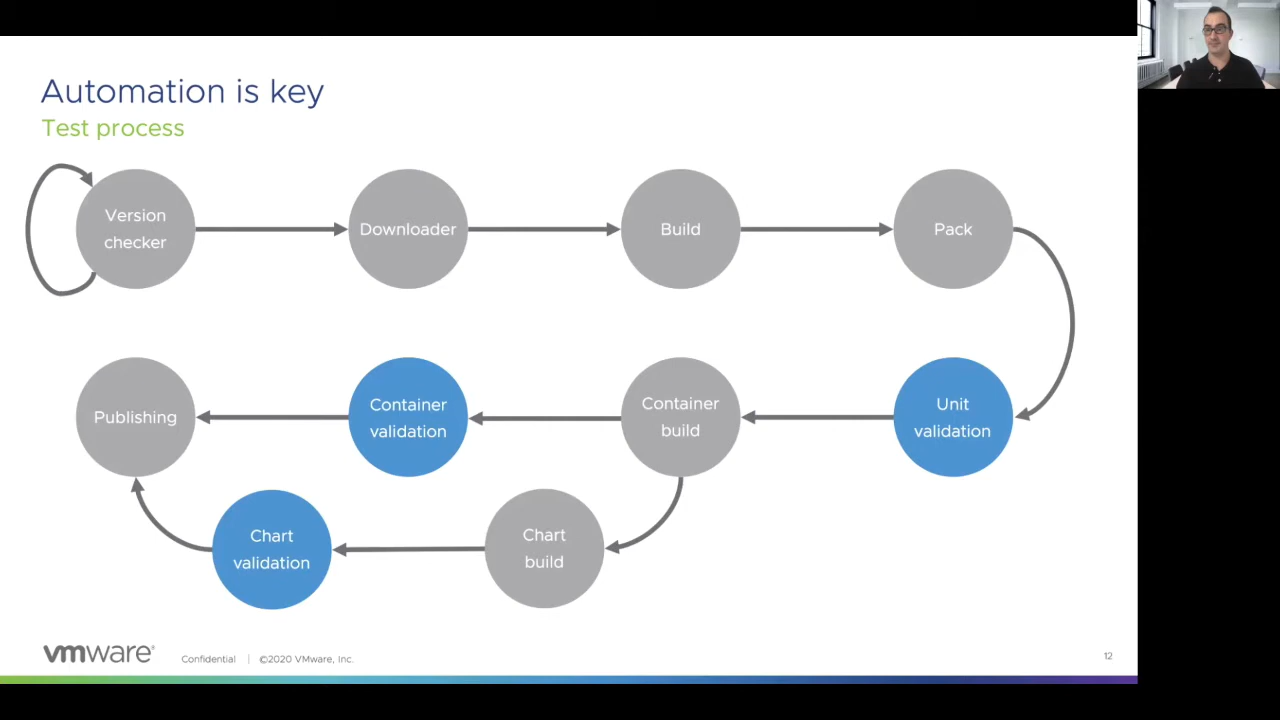 Automation is key
Test process
Version
checker
Downloader
Build
Pack
Publishing
Container
validation
Container
build
Unit
validation
Chart
validation
Chart
build
vmware®
Confidential | ©2020 VMware, Inc.
12